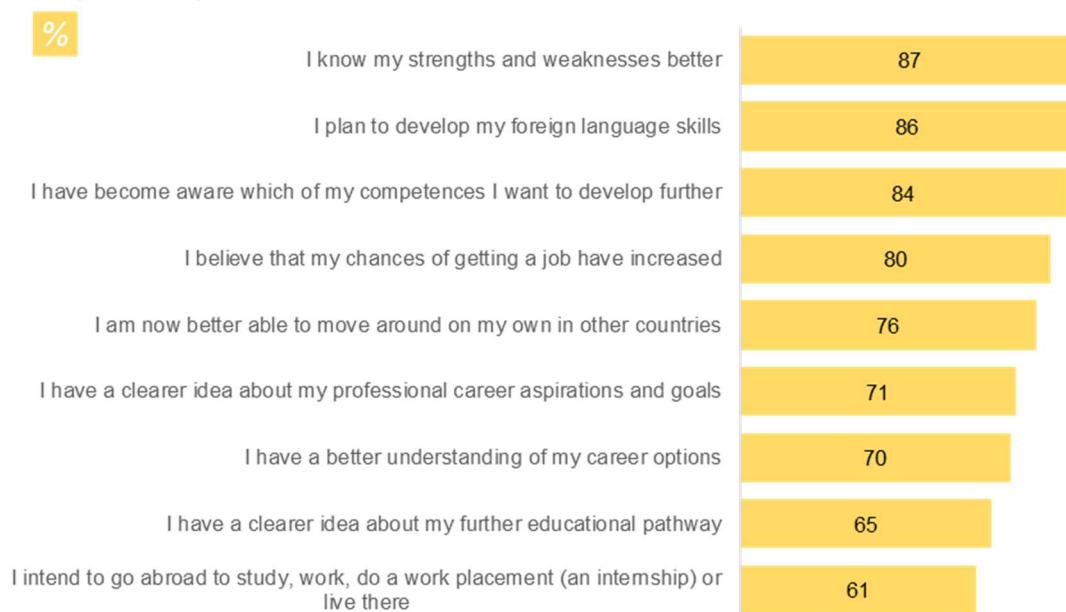 %
I know my strengths and weaknesses better
87
I plan to develop my foreign language skills
86
I have become aware which of my competences I want to develop further
84
I believe that my chances of getting a job have increased
80
I am now better able to move around on my own in other countries
76
I have a clearer idea about my professional career aspirations and goals
71
I have a better understanding of my career options
70
I have a clearer idea about my further educational pathway
65
I intend to go abroad to study, work, do a work placement (an internship) or
live there
61